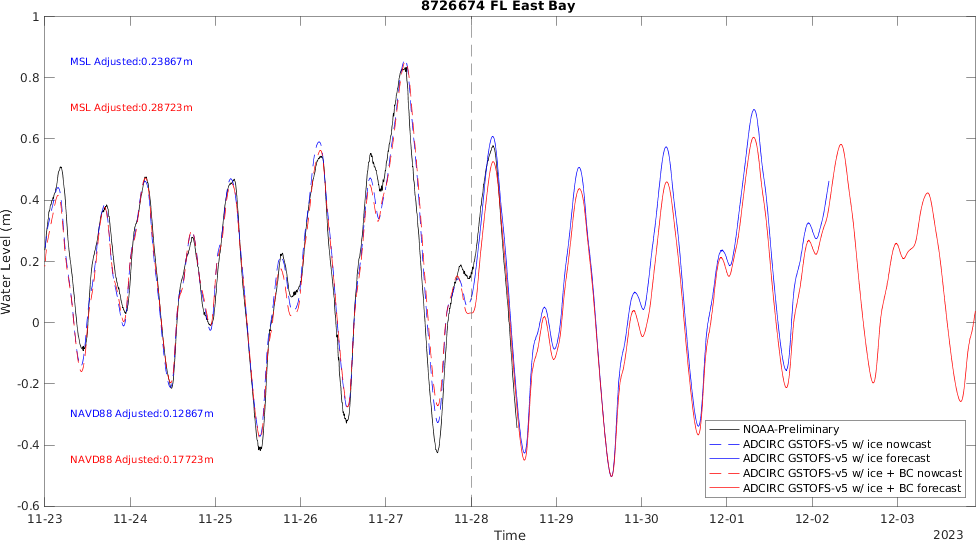 8726674 FL East Bay
1
0.8
0.6
0.4
0.2
0
-0.2
-0.4
-0.6
Water Level (m)
MSL Adjusted:0.23867m
MSL Adjusted:0.28723m
NAVD88 Adjusted:0.12867m
NAVD88 Adjusted:0.17723m
NOAA-Preliminary
ADCIRC GSTOFS-v5 w/ ice nowcast
ADCIRC GSTOFS-v5 w/ ice forecast
ADCIRC GSTOFS-v5 w/ ice + BC nowcast
ADCIRC GSTOFS-v5 w/ ice + BC forecast
11-23 11-24 11-25 11-26 11-27 11-28 11-29 11-30 12-01 12-02 12-03
Time
2023